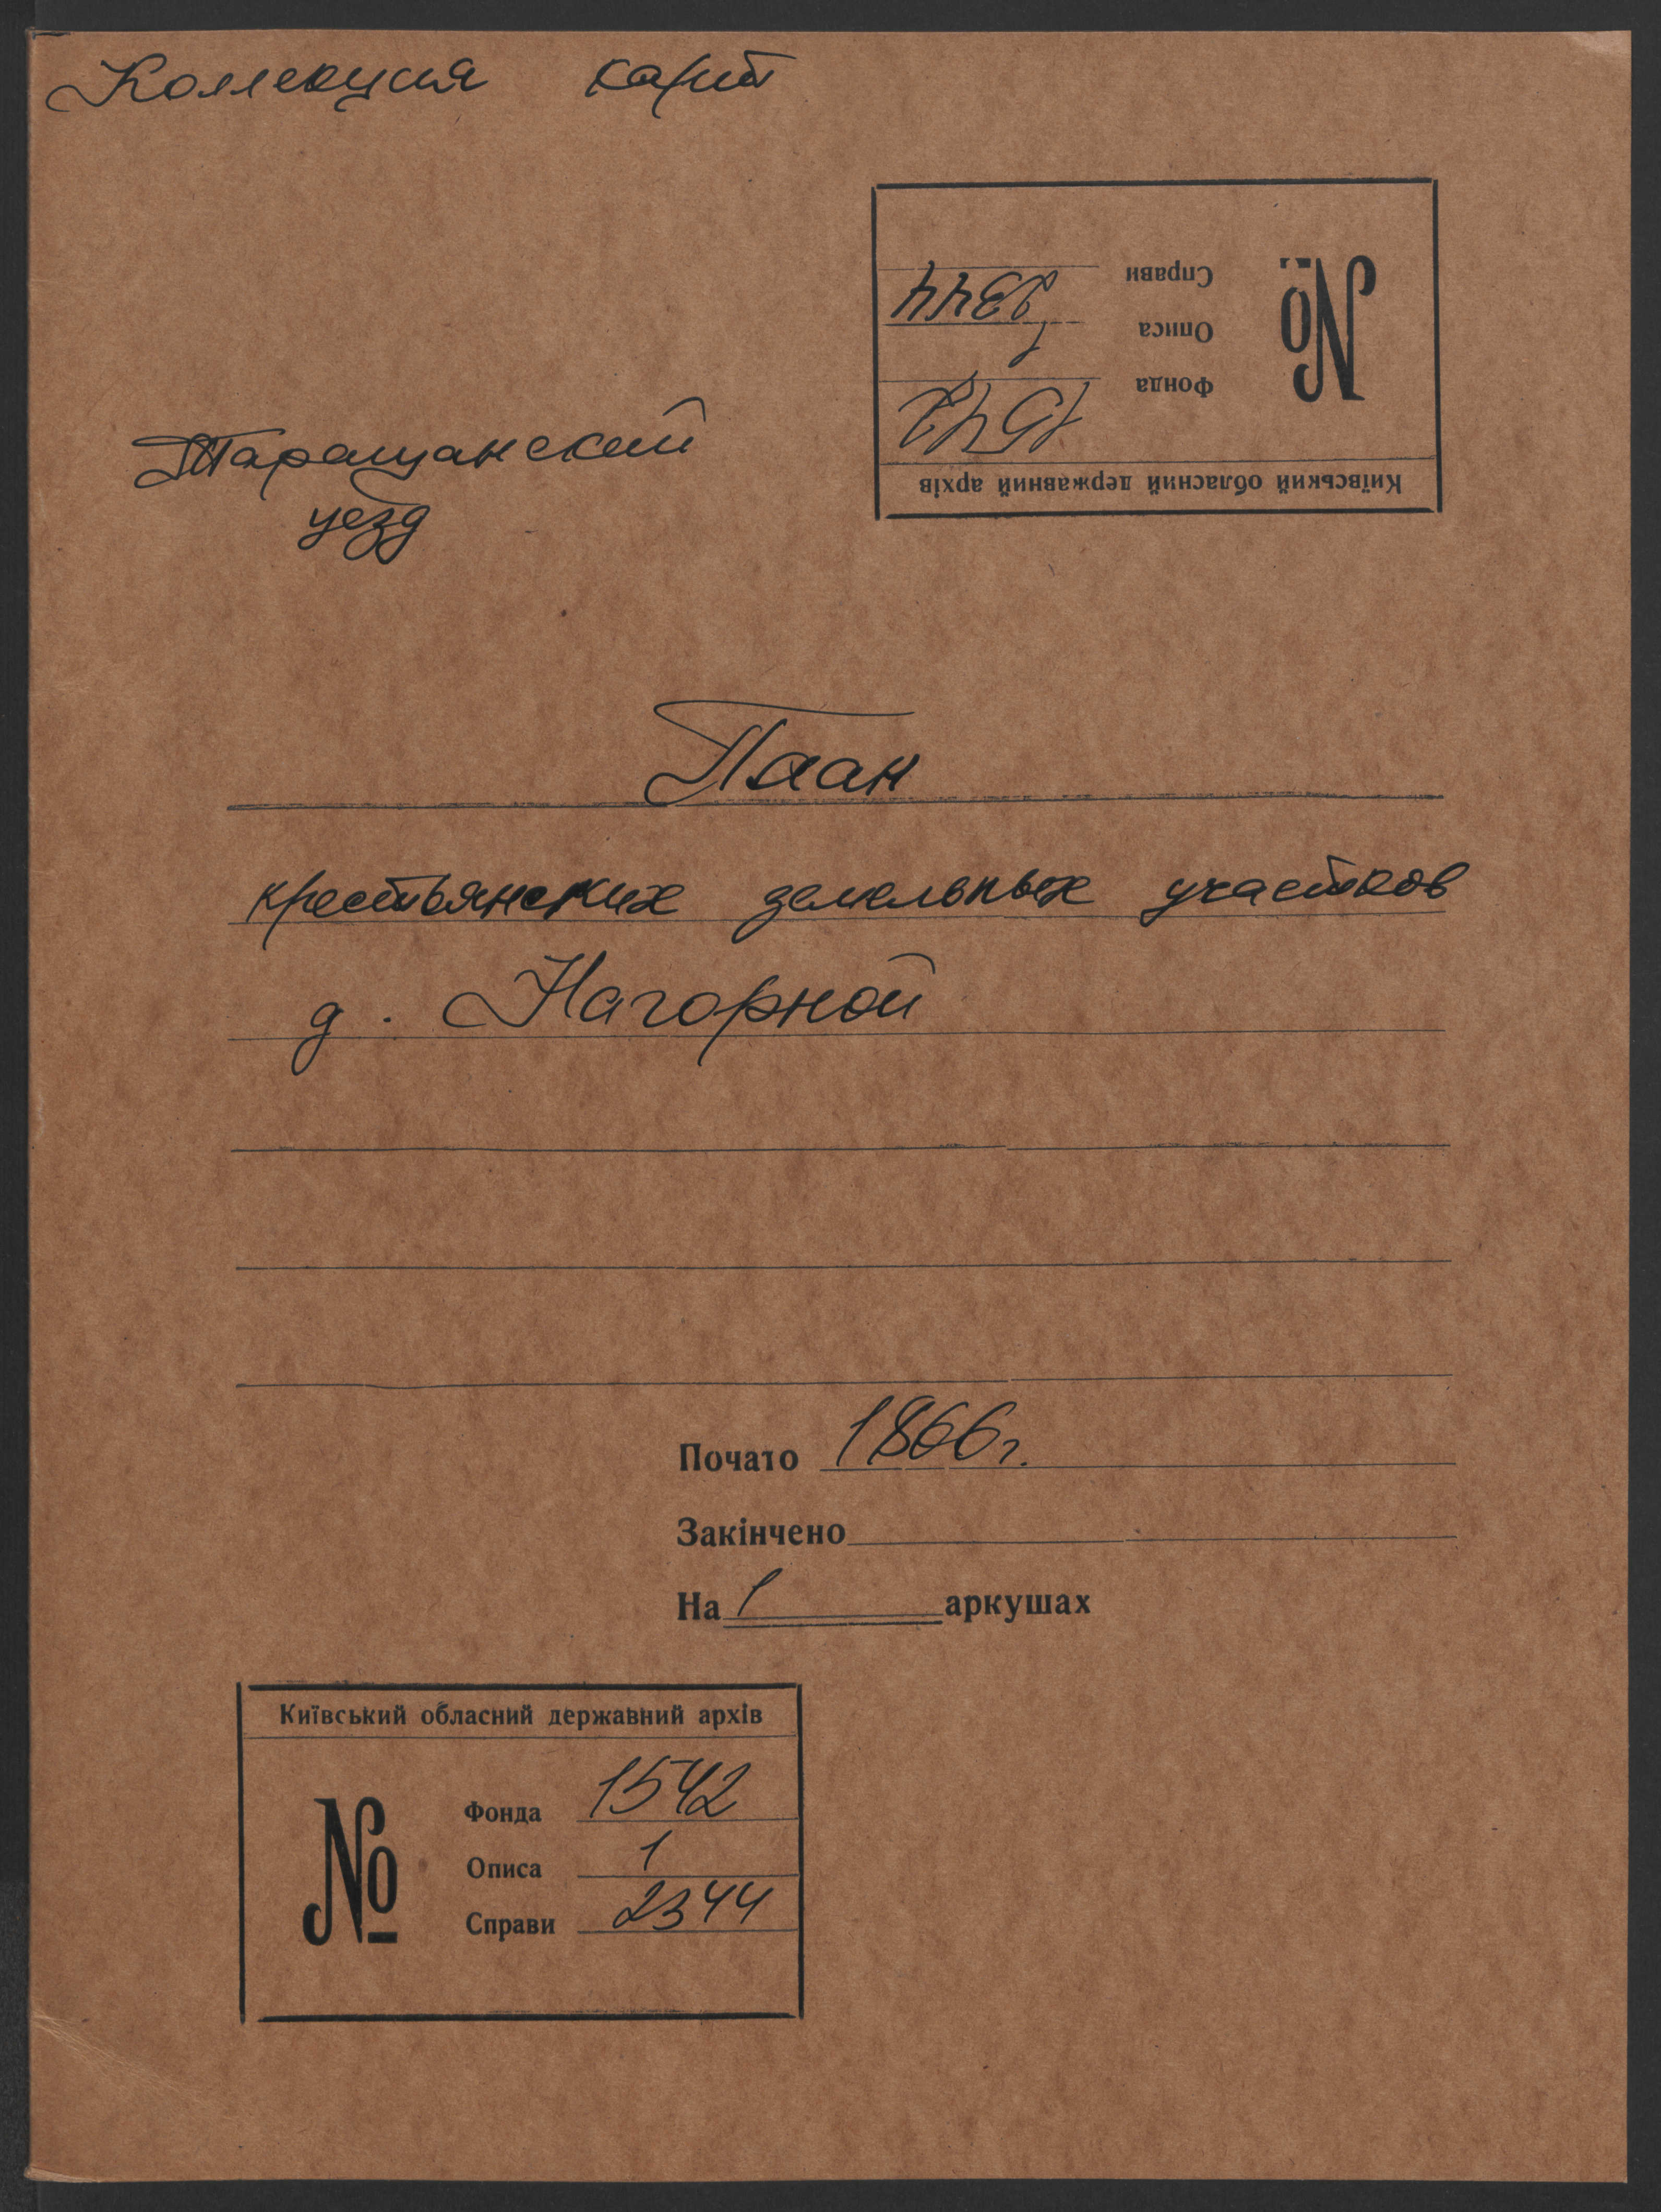 Коллекция карт
Київський обласний державний архів
№
Фонда 1542
Описа 1
Справи 2344
Таращанский
уезд
План
крестьянских земельных участков
д. Нагорной
Почато 1866 г.
Закінчено
На 1 аркушах
Київський обласний державний архів
№
Фонда 1542
Описа 1
Справи 2344